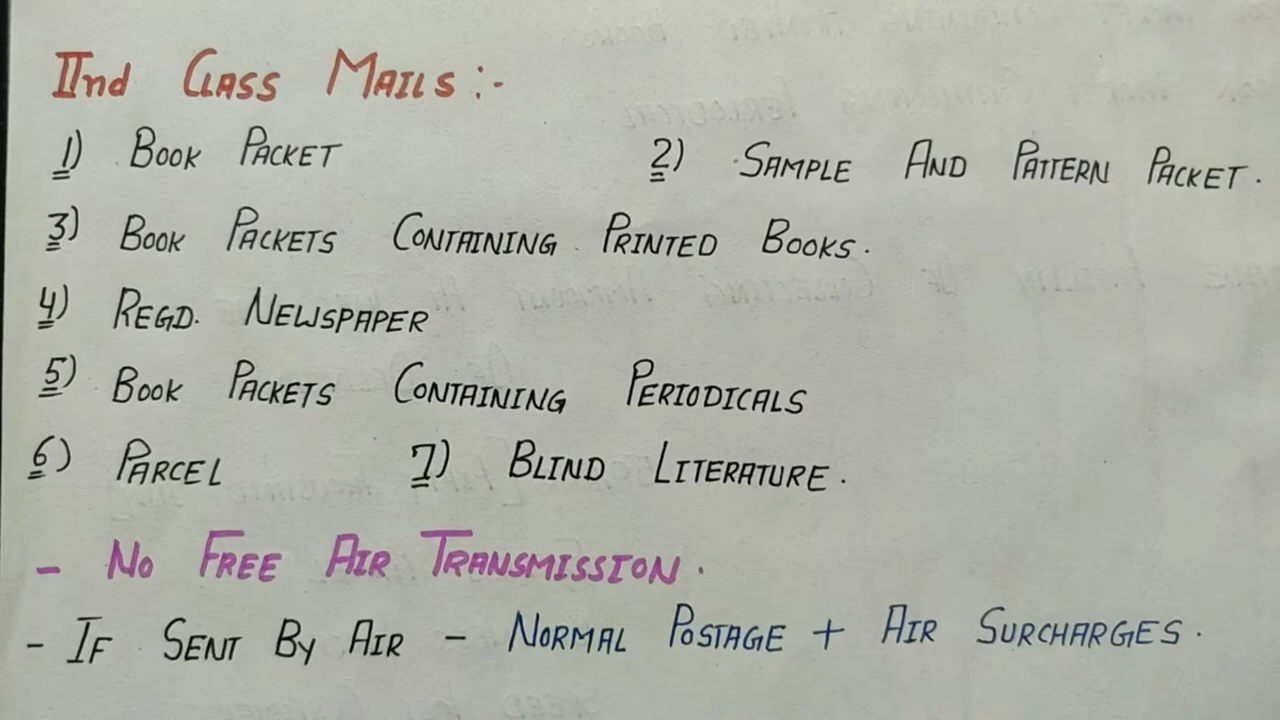 IInd Class Mails :-
1) Book Packet 2) Sample And Pattern Packet.
3) Book Packets Containing Printed Books.
4) Regd. Newspaper
5) Book Packets Containing Periodicals
6) Parcel 7) Blind Literature.
- No Free Air Transmission.
- If Sent By Air - Normal Postage + Air Surcharges.